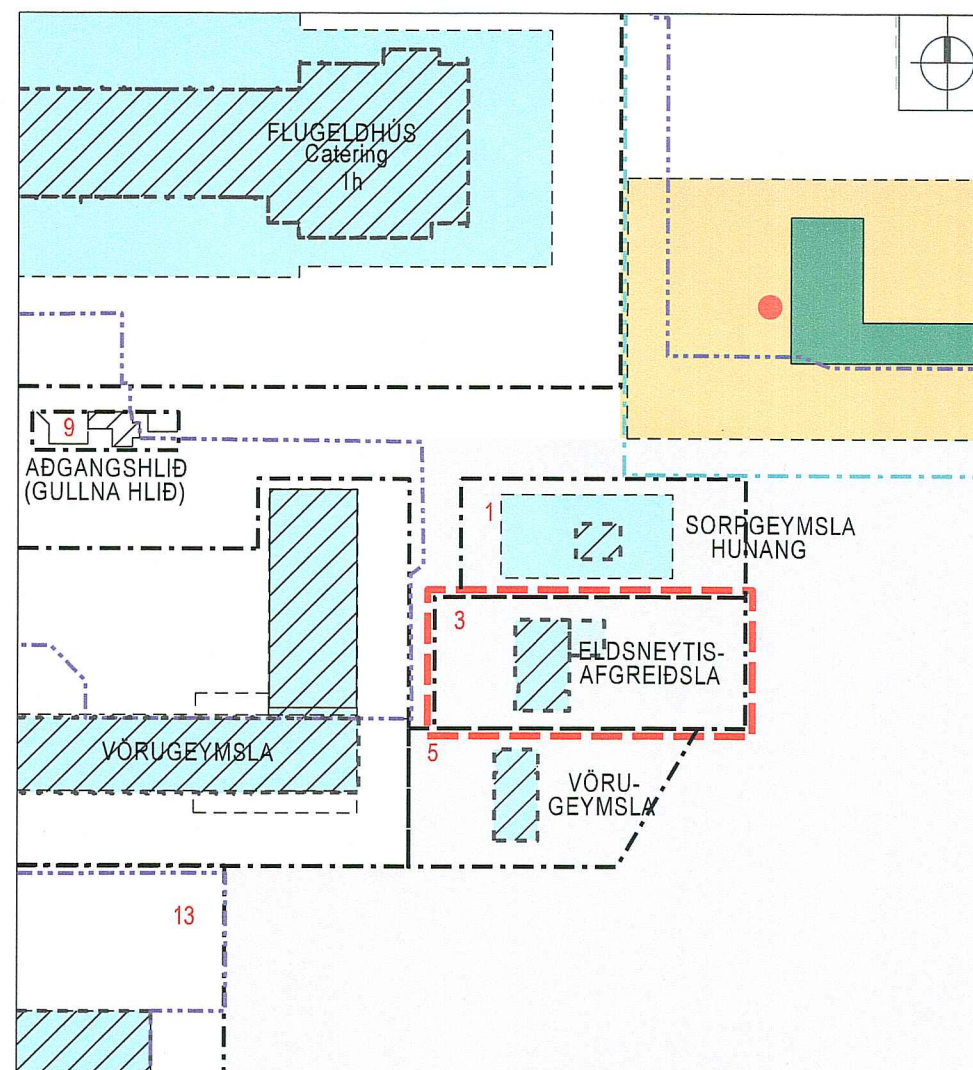 FLUGELDHÚS
Catering
1h
9
AÐGANGSHLIÐ
(GULLNA HLIÐ)
1
SORPGEYMSLA
HUNANG
3
ELDSNEYTIS-
AFGREIÐSLA
VÖRUGEYMSLA
5
VÖRU-
GEYMSLA
13